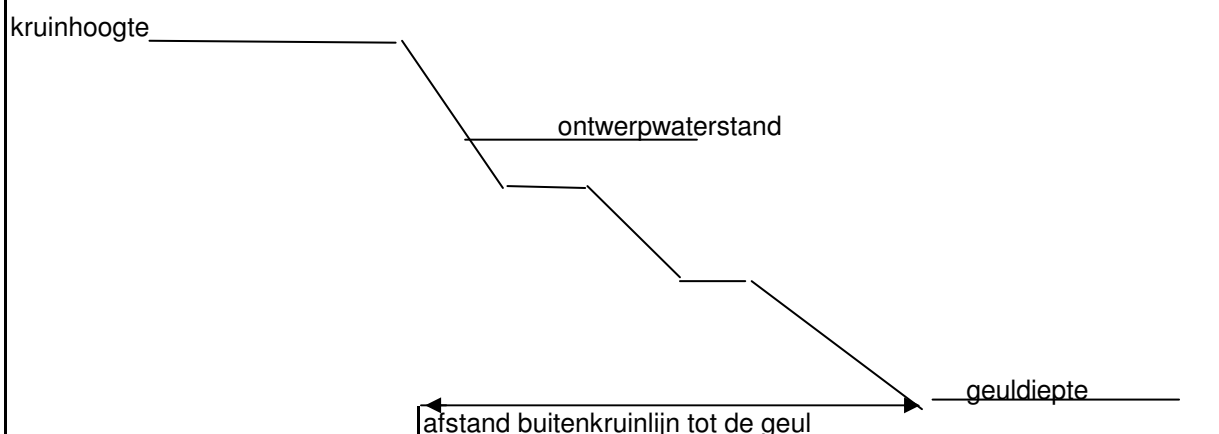 kruinhoogte
ontwerpwaterstand
geuldiepte
afstand buitenkruinlijn tot de geul